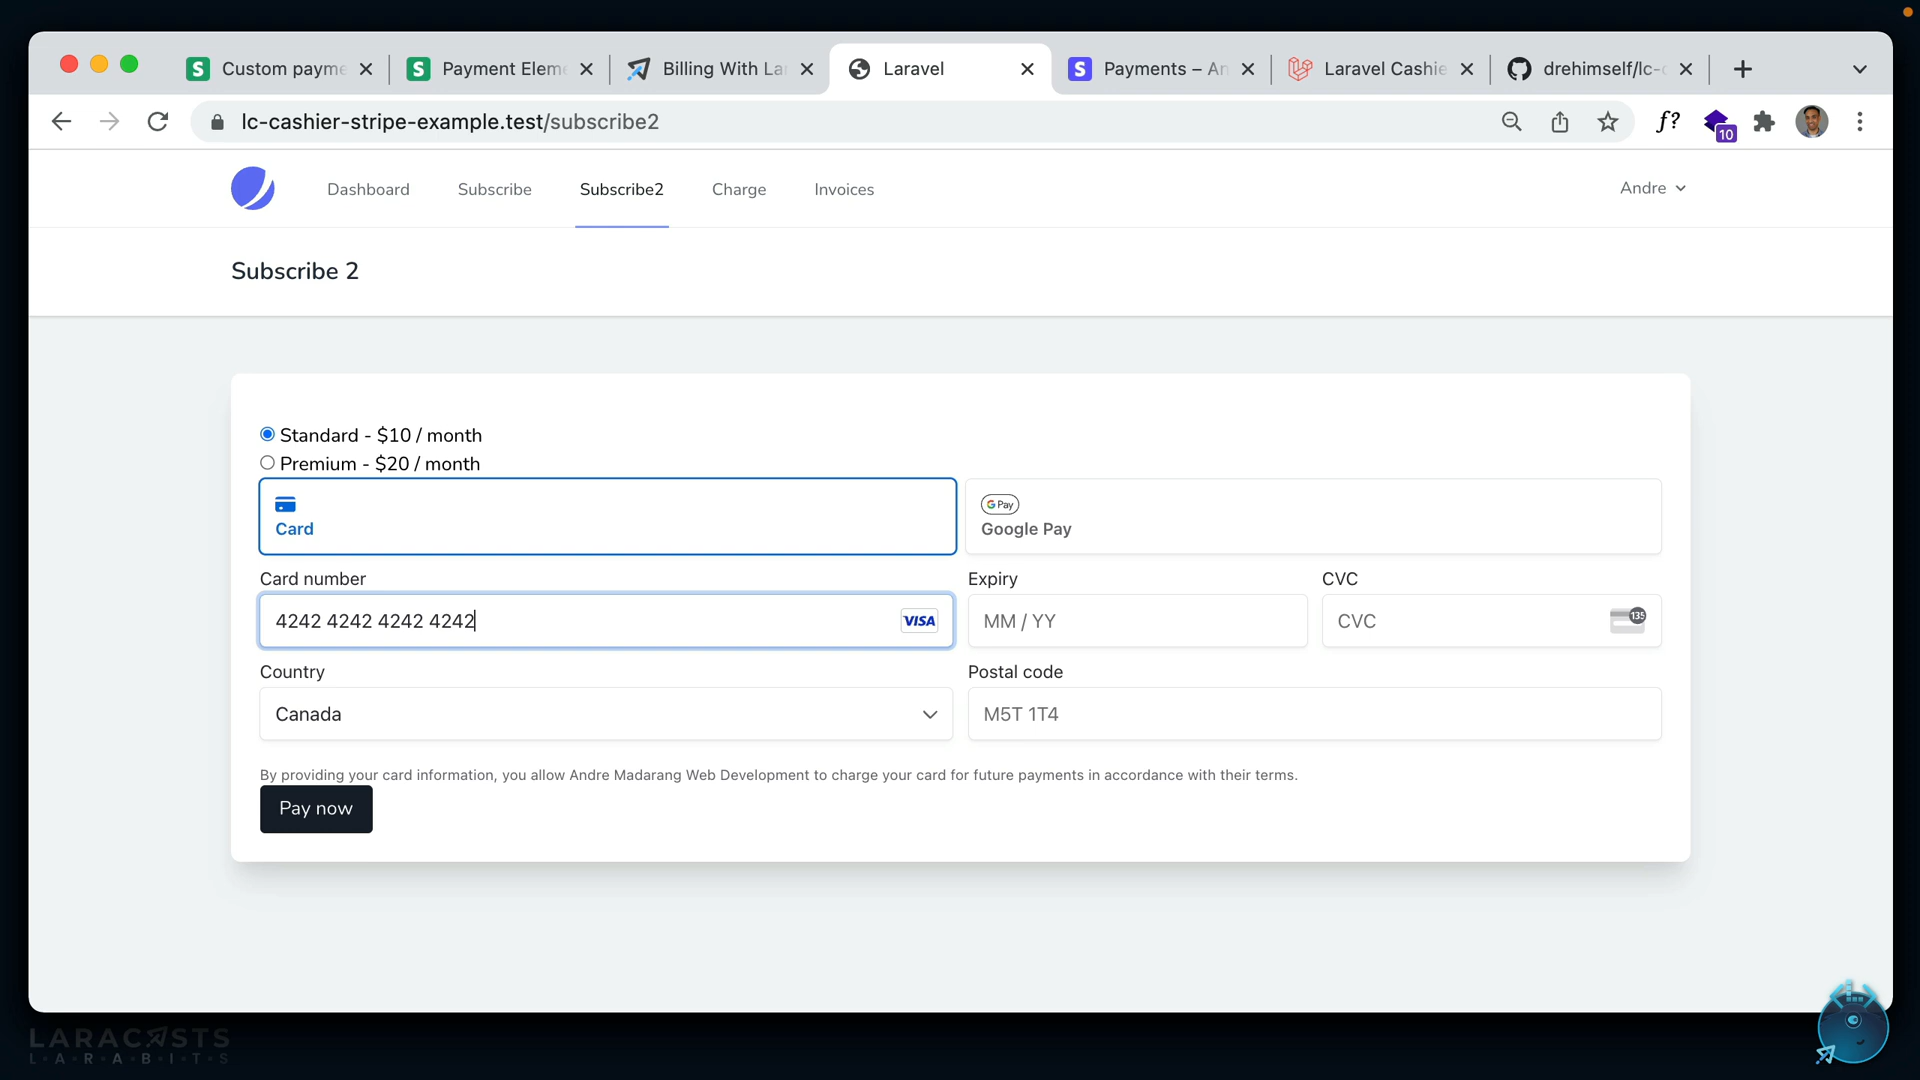 Custom payme
Payment Eleme
Billing With La
Laravel
Payments – An
Laravel Cashie
drehimself/lc-c
lc-cashier-stripe-example.test/subscribe2
f?
10
Dashboard
Subscribe
Subscribe2
Charge
Invoices
Andre
Subscribe 2
Standard - $10 / month
Premium - $20 / month
G Pay
Card
Google Pay
Card number
Expiry
CVC
4242 4242 4242 4242
VISA
MM / YY
CVC
135
Country
Postal code
Canada
M5T 1T4
By providing your card information, you allow Andre Madarang Web Development to charge your card for future payments in accordance with their terms.
Pay now
LARACASTS
L·A·R·A·B·I·T·S